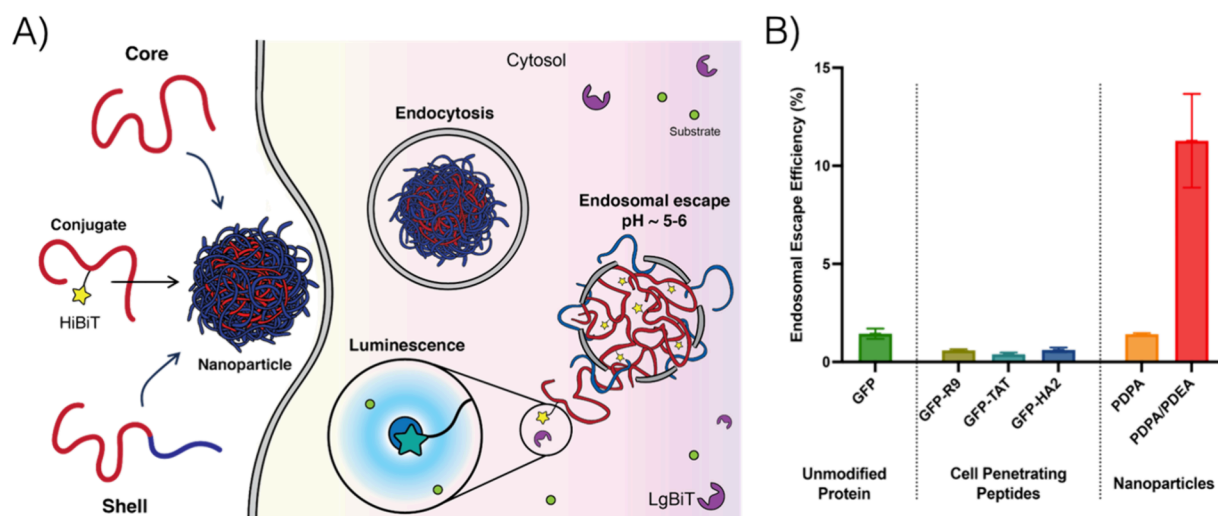 A)
Core
Conjugate
HiBiT
Nanoparticle
Shell
Cytosol
Substrate
Endocytosis
Endosomal escape
pH ~ 5-6
Luminescence
LgBiT
B)
Endosomal Escape Efficiency (%)
15
10
5
0
GFP
GFP-R9
GFP-TAT
GFP-HA2
PDPA
PDPA/PDEA
Unmodified
Protein
Cell Penetrating
Peptides
Nanoparticles